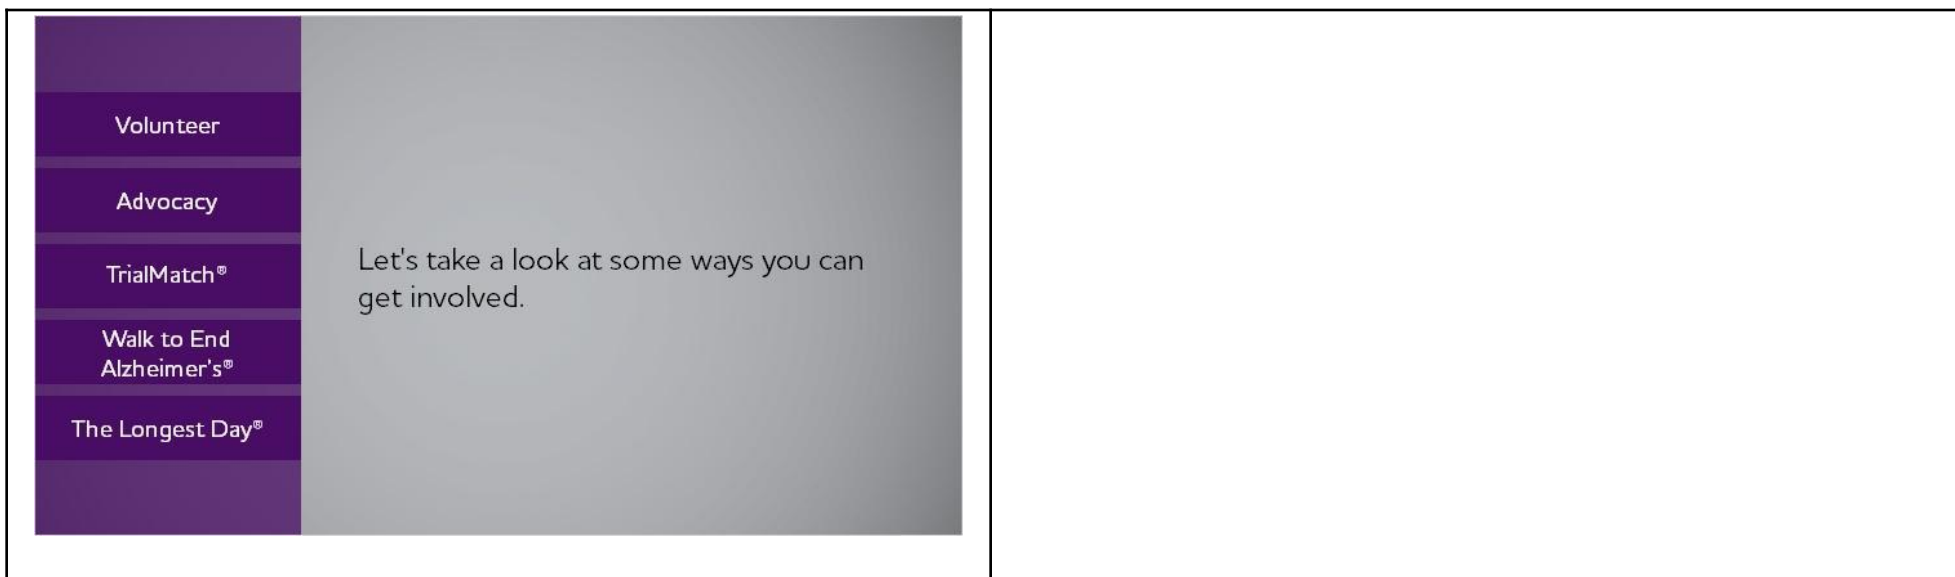 Volunteer
Advocacy
TrialMatch®
Walk to End
Alzheimer's®
The Longest Day®
Let's take a look at some ways you can
get involved.